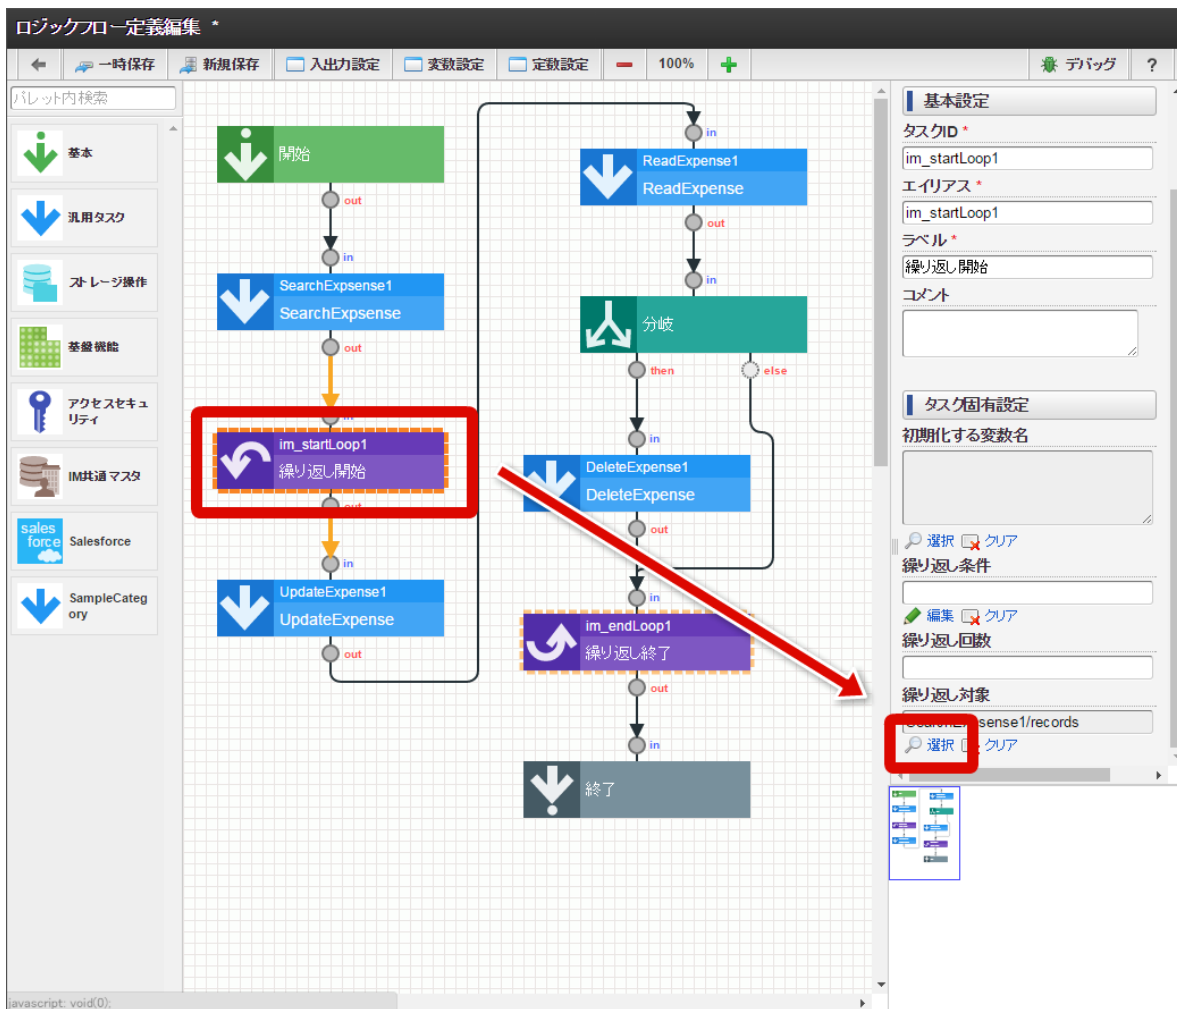 ロジックフロー定義編集 *
一時保存 新規保存 入出力設定 変数設定 定数設定 100% デバッグ ?
パレット内検索
基本
汎用タスク
ストレージ操作
基盤機能
アクセスセキュ
リティ
IM共通マスタ
sales
force
Salesforce
SampleCateg
ory
開始
out
in
SearchExpsense1
SearchExpsense
out
in
im_startLoop1
繰り返し開始
out
in
UpdateExpense1
UpdateExpense
out
in
ReadExpense1
ReadExpense
out
in
分岐
then
else
in
DeleteExpense1
DeleteExpense
out
in
im_endLoop1
繰り返し終了
out
in
終了
基本設定
タスクID *
im_startLoop1
エイリアス *
im_startLoop1
ラベル *
繰り返し開始
コメント
タスク固有設定
初期化する変数名
選択 クリア
繰り返し条件
編集 クリア
繰り返し回数
繰り返し対象
sense1/records
選択 クリア
javascript: void(0);